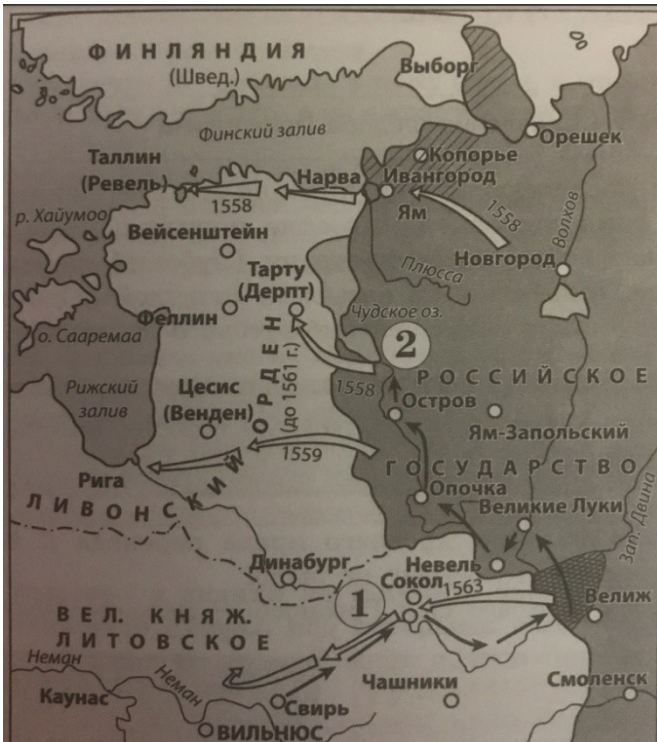 ФИНЛЯНДИЯ
(Швед.)
Выборг
Финский залив
Орешек
Копорье
Таллин
(Ревель)
Нарва
Ивангород
1558
Ям
1558
Волхов
р. Хайумоо
Вейсенштейн
Новгород
Плюсса
Тарту
(Дерпт)
Чудское оз.
Феллин
о. Сааремаа
2
1558
РОССИЙСКОЕ
Рижский
залив
Цесис
(Венден)
Остров
Ям-Запольский
1559
ГОСУДАРСТВО
Рига
ЛИВОНСКИЙ ОРДЕН
(до 1561 г.)
Опочка
Великие Луки
Зап. Двина
Динабург
Невель
Сокол
1563
1
Велиж
ВЕЛ. КНЯЖ.
ЛИТОВСКОЕ
Неман
Неман
Каунас
Свирь
Чашники
Смоленск
ВИЛЬНЮС